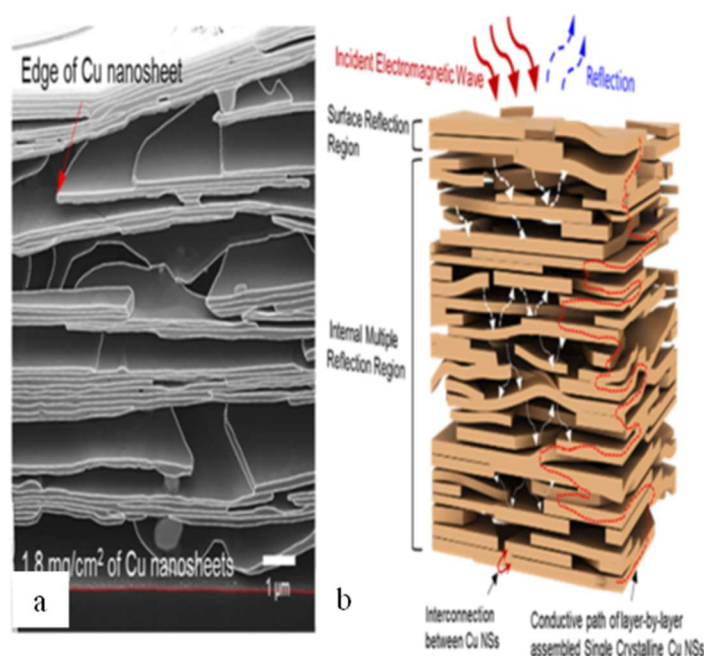 Edge of Cu nanosheet
1.8 mg/cm² of Cu nanosheets
1 μm
a
Incident Electromagnetic Wave
Reflection
Surface Reflection
Region
Internal Multiple
Reflection Region
b
Interconnection
between Cu NSs
Conductive path of layer-by-layer
assembled Single Crystalline Cu NSs